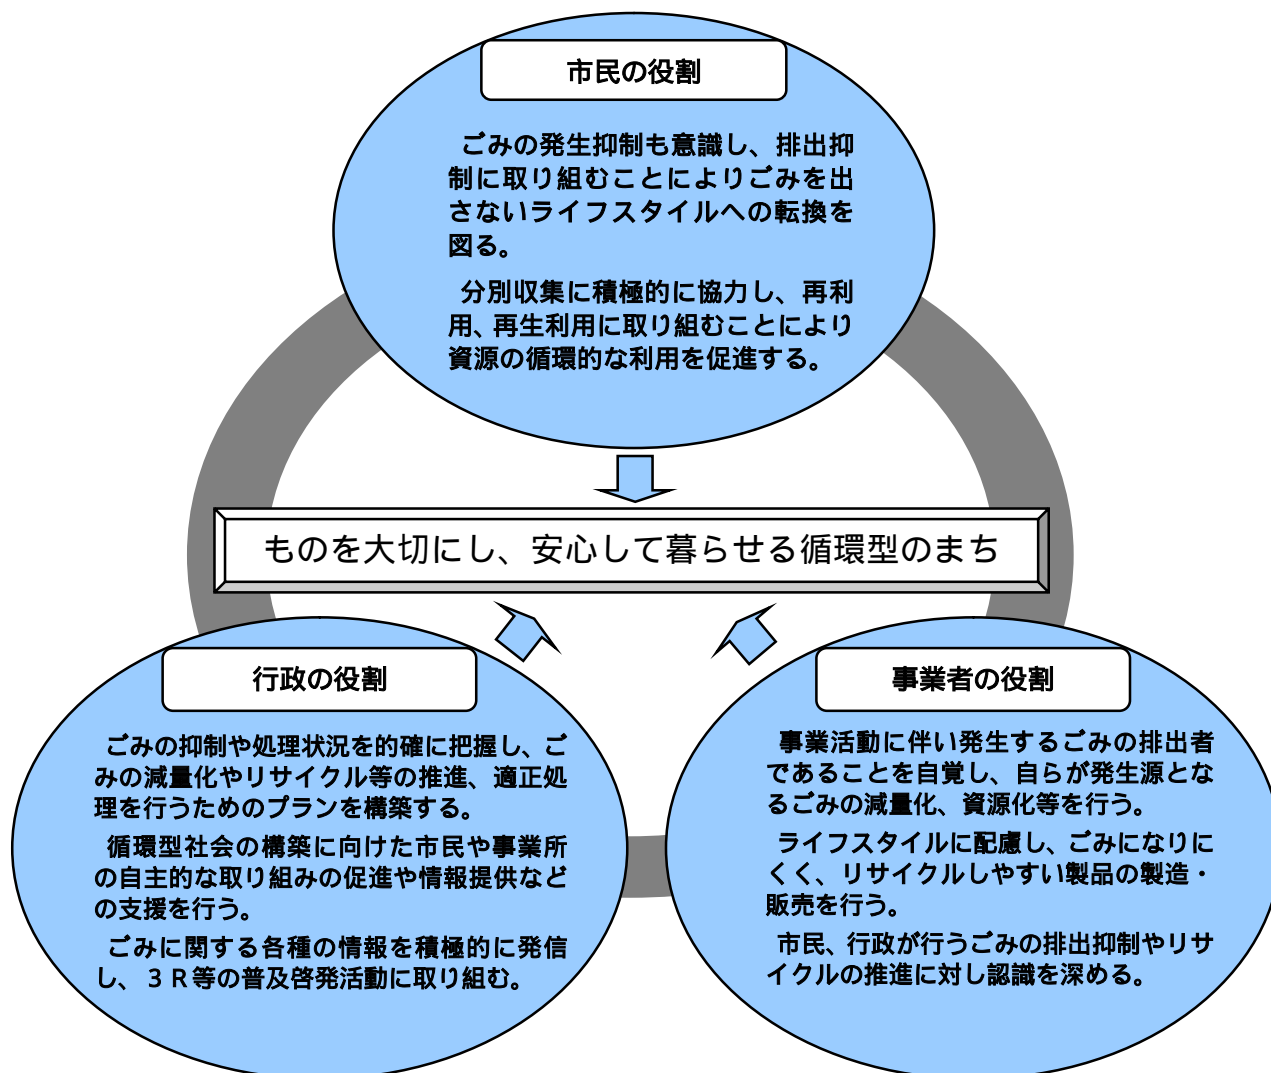 市民の役割
ごみの発生抑制も意識し、排出抑
制に取り組むことによりごみを出
さないライフスタイルへの転換を
図る。
分別収集に積極的に協力し、再利
用、再生利用に取り組むことにより
資源の循環的な利用を促進する。
ものを大切にし、安心して暮らせる循環型のまち
行政の役割
ごみの抑制や処理状況を的確に把握し、ご
みの減量化やリサイクル等の推進、適正処
理を行うためのプランを構築する。
循環型社会の構築に向けた市民や事業所
の自主的な取り組みの促進や情報提供など
の支援を行う。
ごみに関する各種の情報を積極的に発信
し、３Ｒ等の普及啓発活動に取り組む。
事業者の役割
事業活動に伴い発生するごみの排出者
であることを自覚し、自らが発生源とな
るごみの減量化、資源化等を行う。
ライフスタイルに配慮し、ごみになりに
くく、リサイクルしやすい製品の製造・
販売を行う。
市民、行政が行うごみの排出抑制やリサ
イクルの推進に対し認識を深める。